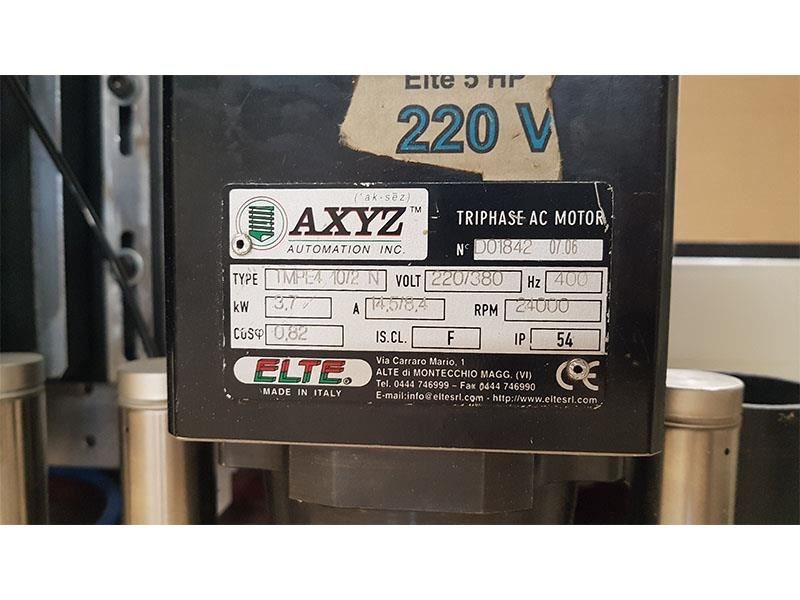 Elte 5 HP
220 V
('ak-sēz)
AXYZ™
AUTOMATION INC.
TRIPHASE AC MOTOR
N° D01842 07.06
TYPE TMPE4 10/2 N VOLT 220/380 Hz 400
kW 3,7 A 14,5/8,4 RPM 24000
COSφ 0,82 IS.CL. F IP 54
ELTE
MADE IN ITALY
Via Carraro Mario, 1
ALTE di MONTECCHIO MAGG. (VI)
Tel. 0444 746999 - Fax 0444 746990
E-mail:info@eltesrl.com - http://www.eltesrl.com
CE